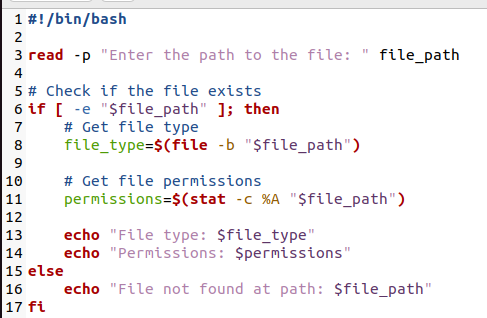 1 #!/bin/bash
2
3 read -p "Enter the path to the file: " file_path
4
5 # Check if the file exists
6 if [ -e "$file_path" ]; then
7     # Get file type
8     file_type=$(file -b "$file_path")
9
10     # Get file permissions
11     permissions=$(stat -c %A "$file_path")
12
13     echo "File type: $file_type"
14     echo "Permissions: $permissions"
15 else
16     echo "File not found at path: $file_path"
17 fi